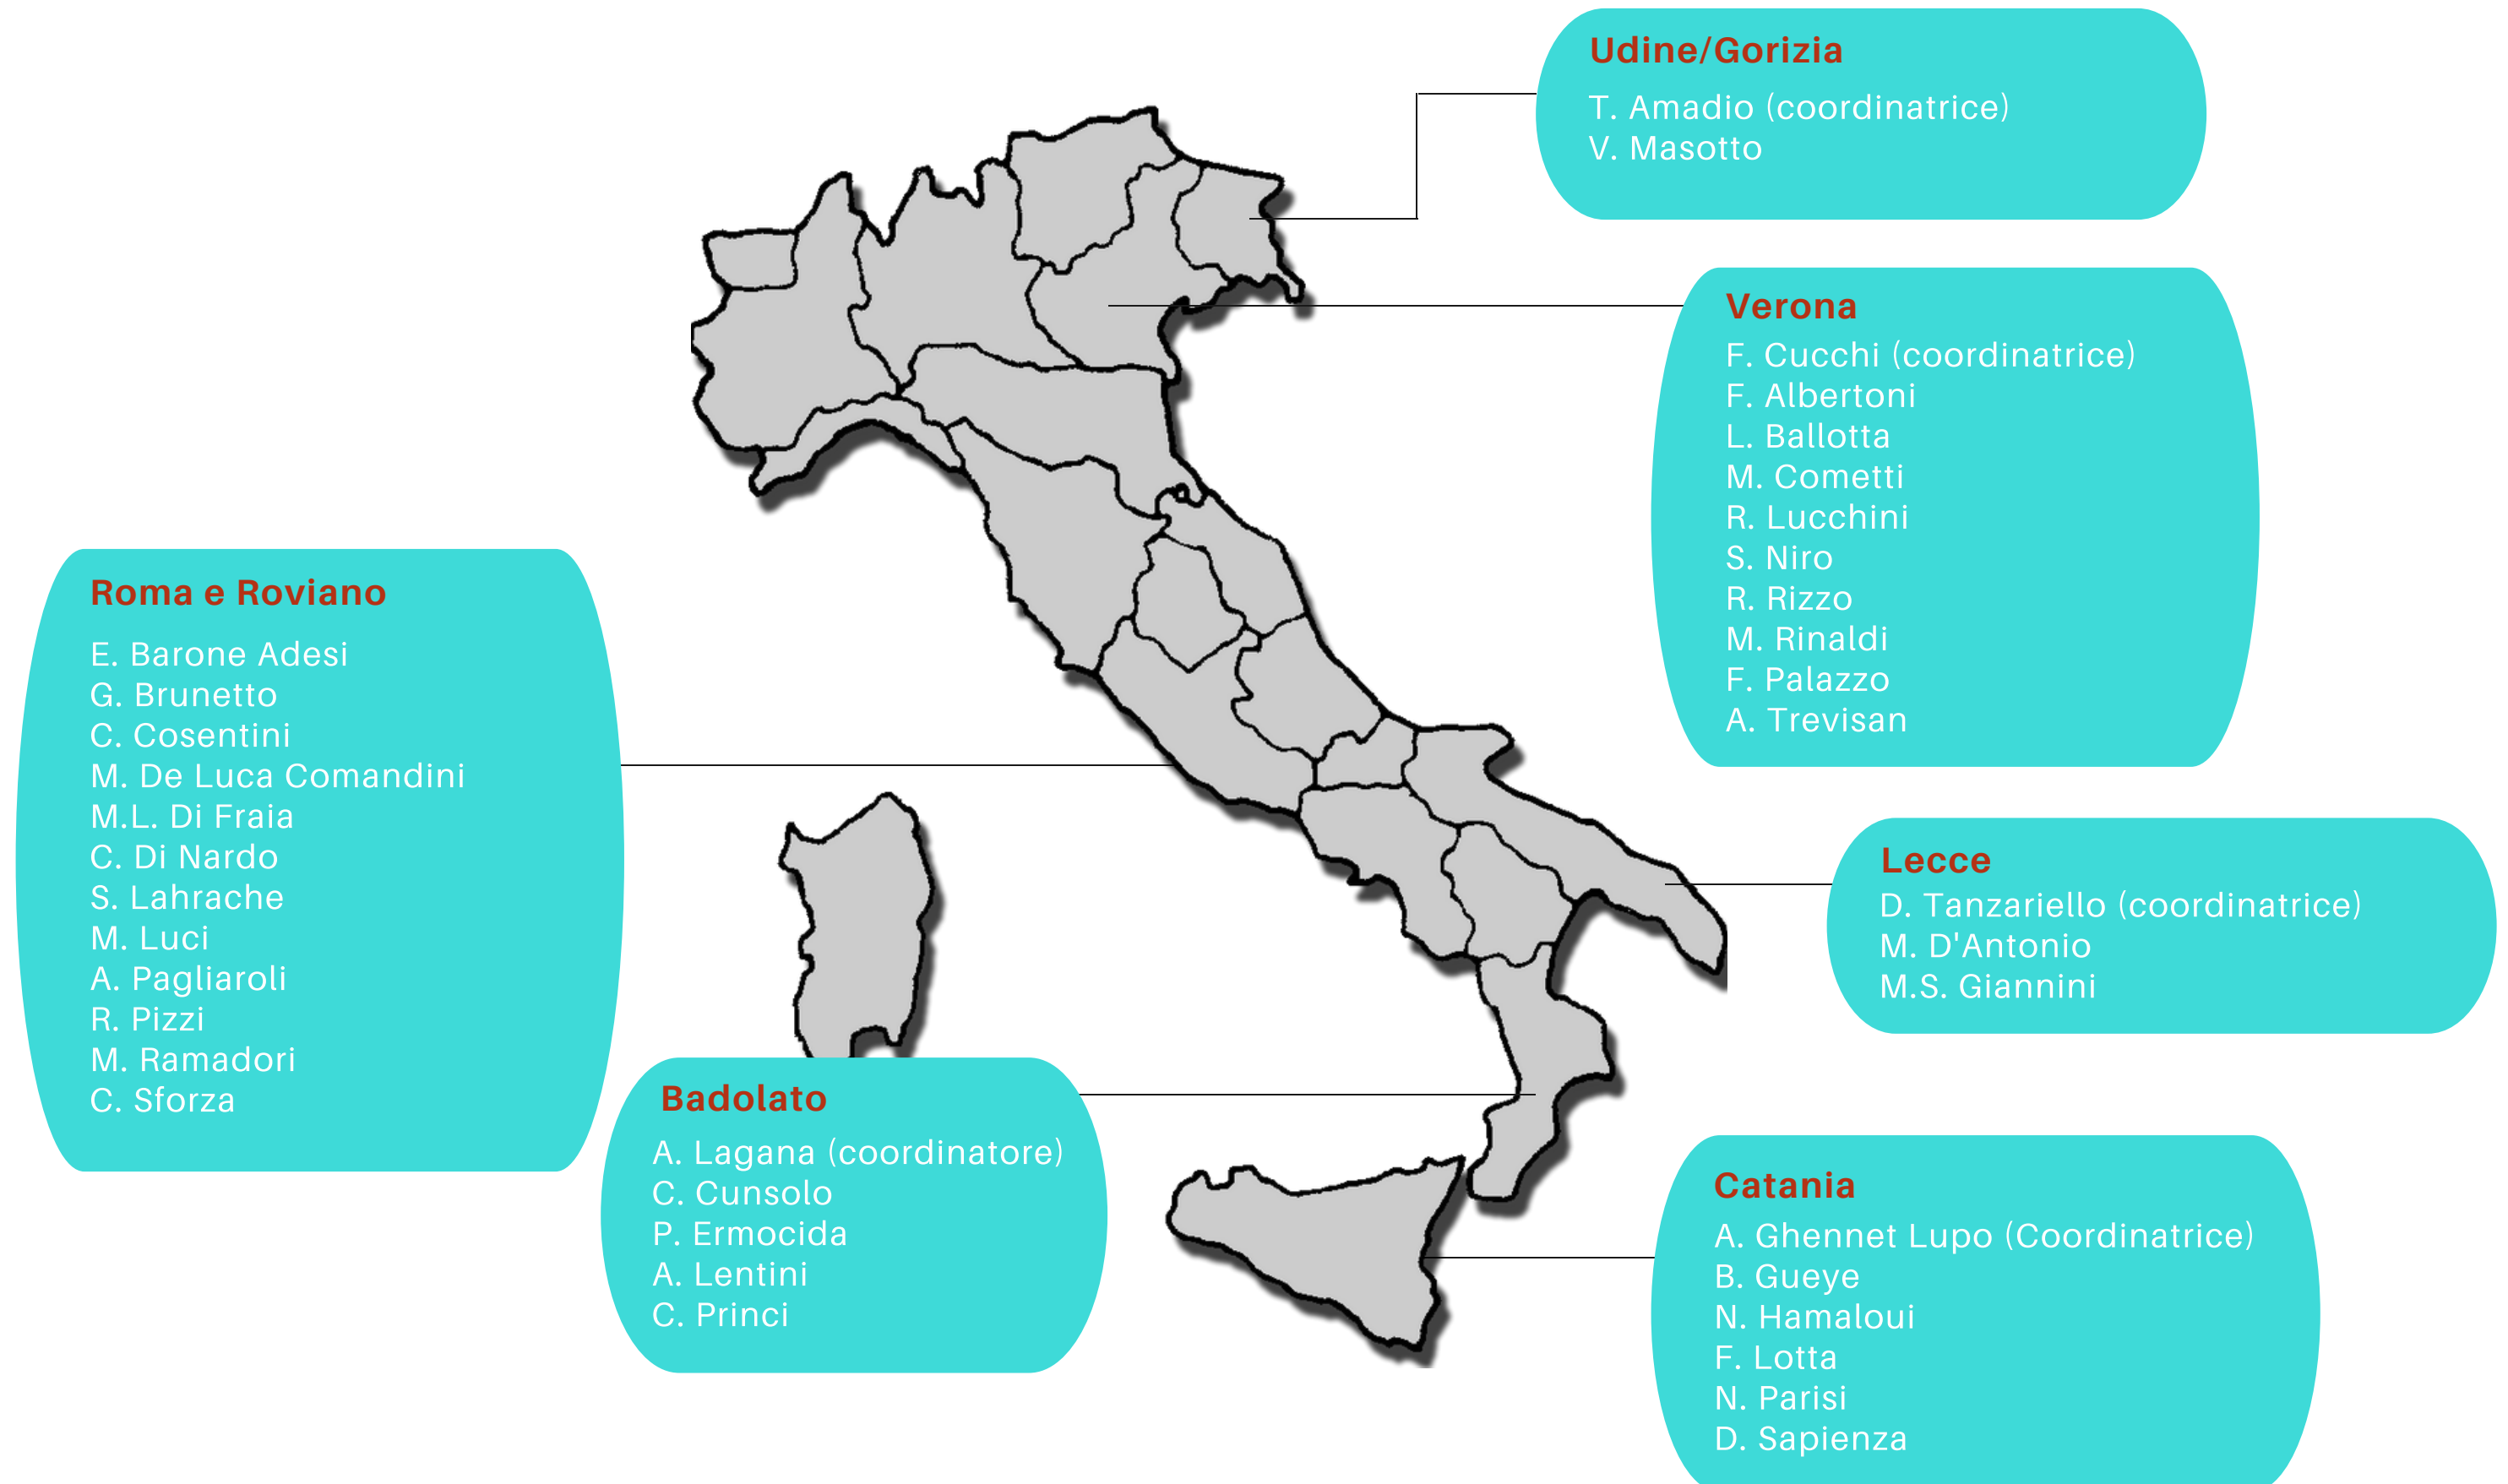 Udine/Gorizia
T. Amadio (coordinatrice)
V. Masotto
Verona
F. Cucchi (coordinatrice)
F. Albertoni
L. Ballotta
M. Cometti
R. Lucchini
S. Niro
R. Rizzo
M. Rinaldi
F. Palazzo
A. Trevisan
Roma e Roviano
E. Barone Adesi
G. Brunetto
C. Cosentini
M. De Luca Comandini
M.L. Di Fraia
C. Di Nardo
S. Lahrache
M. Luci
A. Pagliaroli
R. Pizzi
M. Ramadori
C. Sforza
Lecce
D. Tanzariello (coordinatrice)
M. D'Antonio
M.S. Giannini
Badolato
A. Lagana (coordinatore)
C. Cunsolo
P. Ermocida
A. Lentini
C. Princi
Catania
A. Ghennet Lupo (Coordinatrice)
B. Gueye
N. Hamaloui
F. Lotta
N. Parisi
D. Sapienza